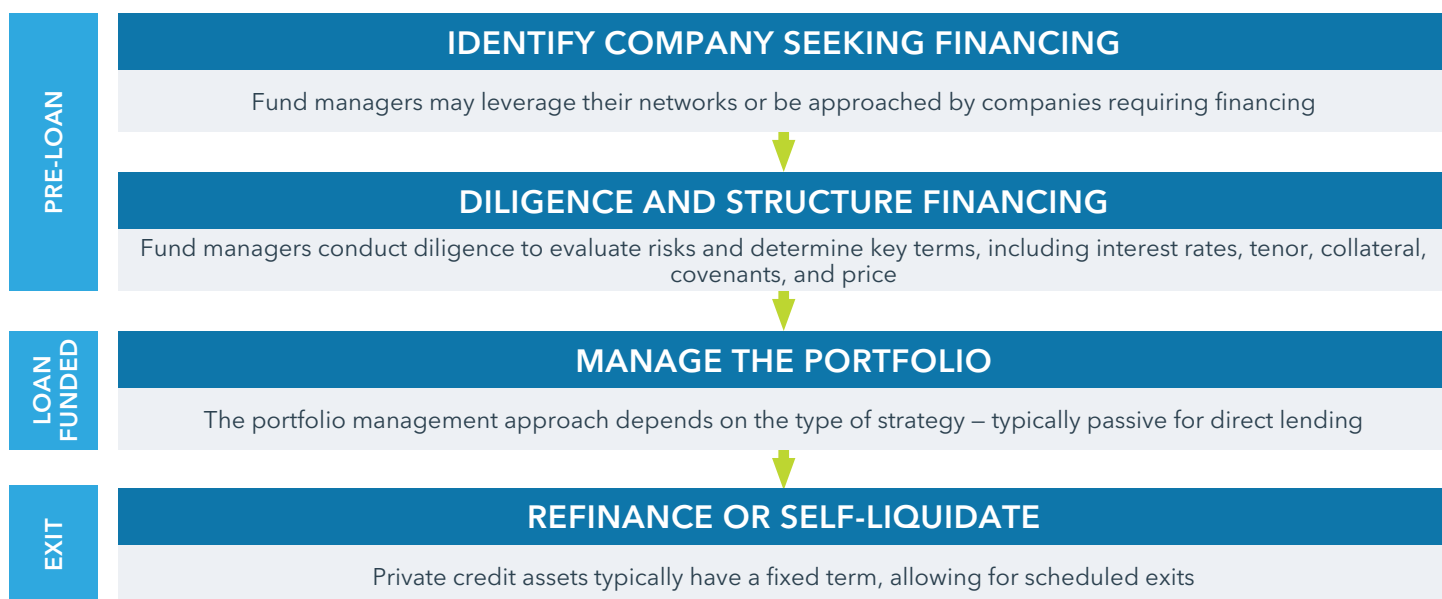 PRE-LOAN
IDENTIFY COMPANY SEEKING FINANCING
Fund managers may leverage their networks or be approached by companies requiring financing
DILIGENCE AND STRUCTURE FINANCING
Fund managers conduct diligence to evaluate risks and determine key terms, including interest rates, tenor, collateral,
covenants, and price
LOAN
FUNDED
MANAGE THE PORTFOLIO
The portfolio management approach depends on the type of strategy – typically passive for direct lending
EXIT
REFINANCE OR SELF-LIQUIDATE
Private credit assets typically have a fixed term, allowing for scheduled exits